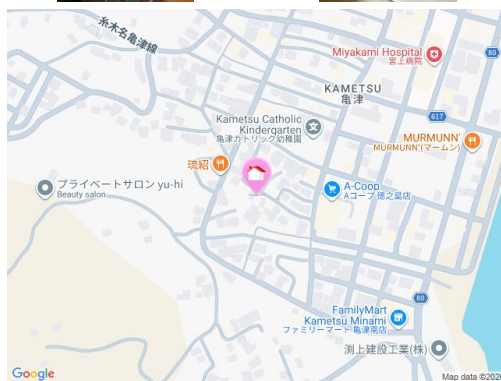 糸木名亀津線
Miyakami Hospital
宮上病院
80
KAMETSU
亀津
617
Kametsu Catholic
Kindergarten
亀津カトリック幼稚園
MURMUNN'
MURMUNN'(マームン)
琉紹
プライベートサロン yu-hi
Beauty salon
A-Coop
Aコープ 徳之島店
80
FamilyMart
Kametsu Minami
ファミリーマート 亀津南店
渕上建設工業(株)
Google
Map data ©202